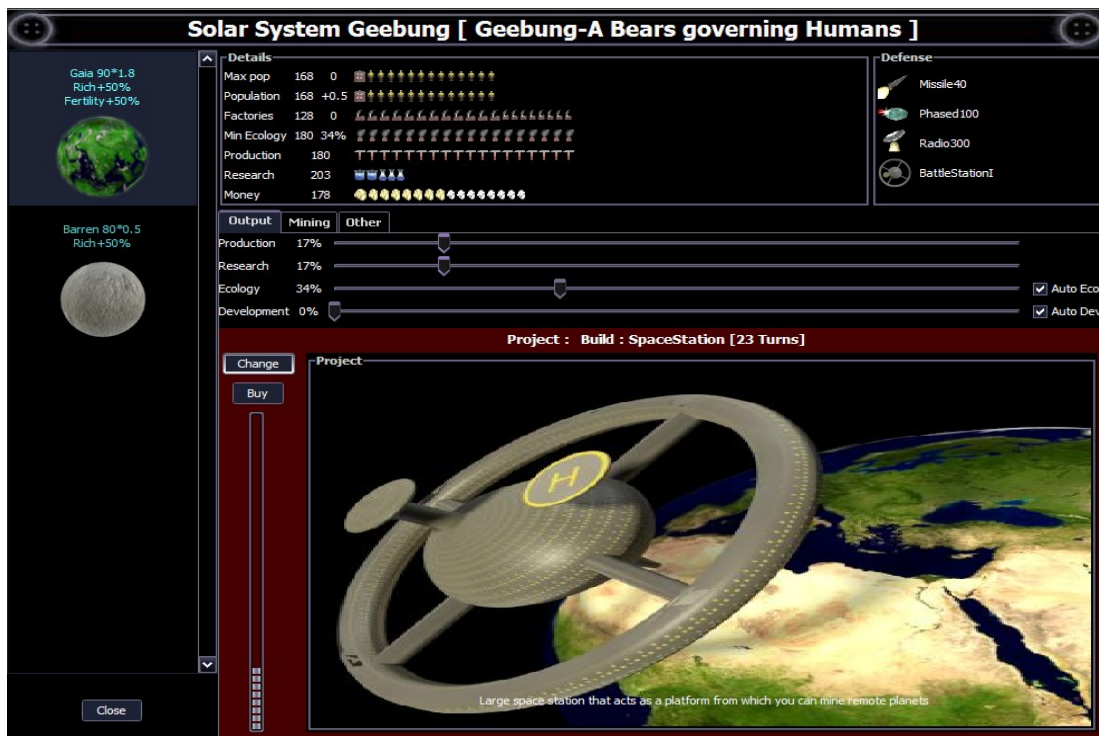 Solar System Geebung [ Geebung-A Bears governing Humans ]
Gaia 90*1.8
Rich+50%
Fertility+50%
Barren 80*0.5
Rich+50%
Close
Details
Max pop 168 0
Population 168 +0.5
Factories 128 0
Min Ecology 180 34%
Production 180
Research 203
Money 178
Defense
Missile40
Phased100
Radio300
BattleStationI
Output Mining Other
Production 17%
Research 17%
Ecology 34%
Auto Eco
Development 0%
Auto Dev
Project : Build : SpaceStation [23 Turns]
Change
Buy
Project
H
Large space station that acts as a platform from which you can mine remote planets